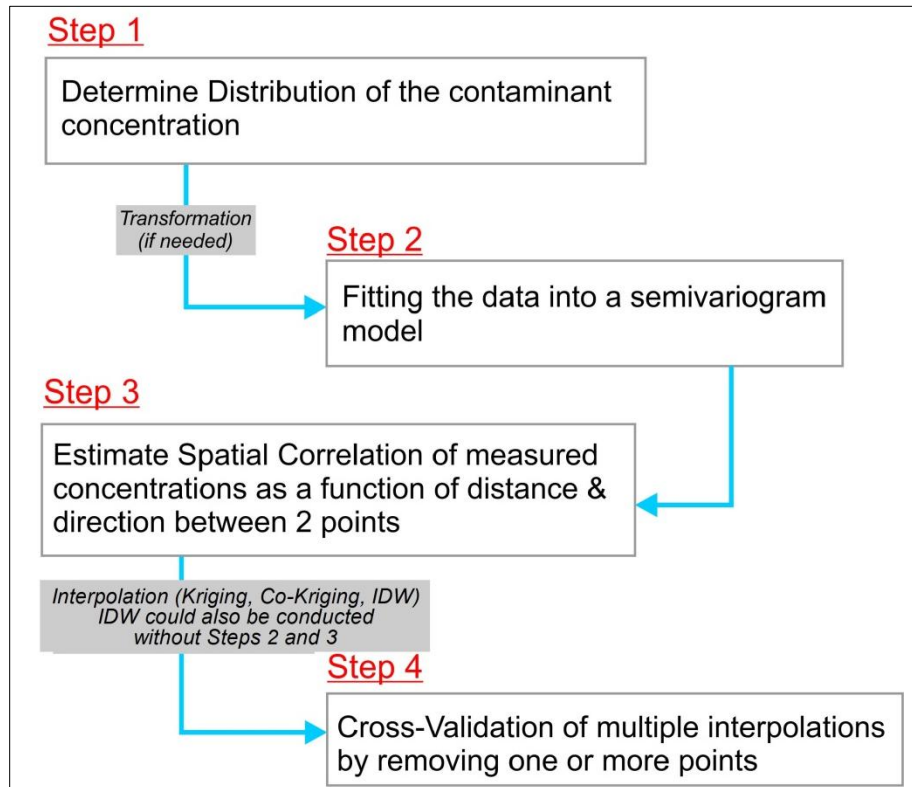 Step 1
Determine Distribution of the contaminant
concentration
Transformation
(if needed)
Step 2
Fitting the data into a semivariogram
model
Step 3
Estimate Spatial Correlation of measured
concentrations as a function of distance &
direction between 2 points
Interpolation (Kriging, Co-Kriging, IDW)
IDW could also be conducted
without Steps 2 and 3
Step 4
Cross-Validation of multiple interpolations
by removing one or more points